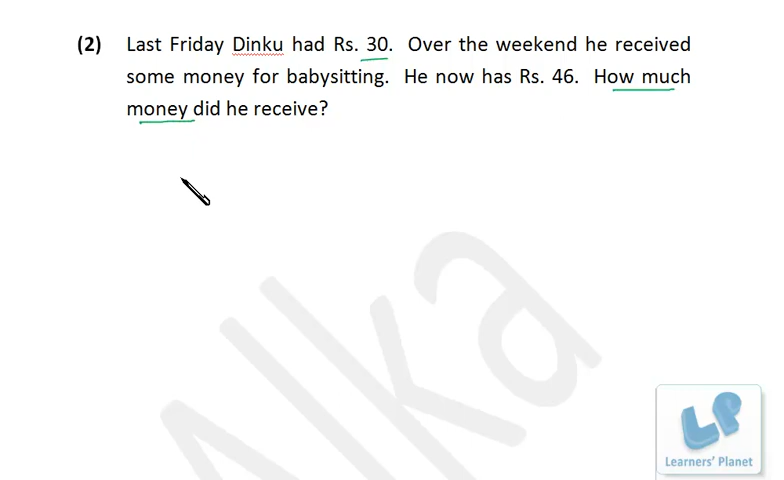 (2) Last Friday Dinku had Rs. 30. Over the weekend he received
some money for babysitting. He now has Rs. 46. How much
money did he receive?
Alka
LP
Learners' Planet